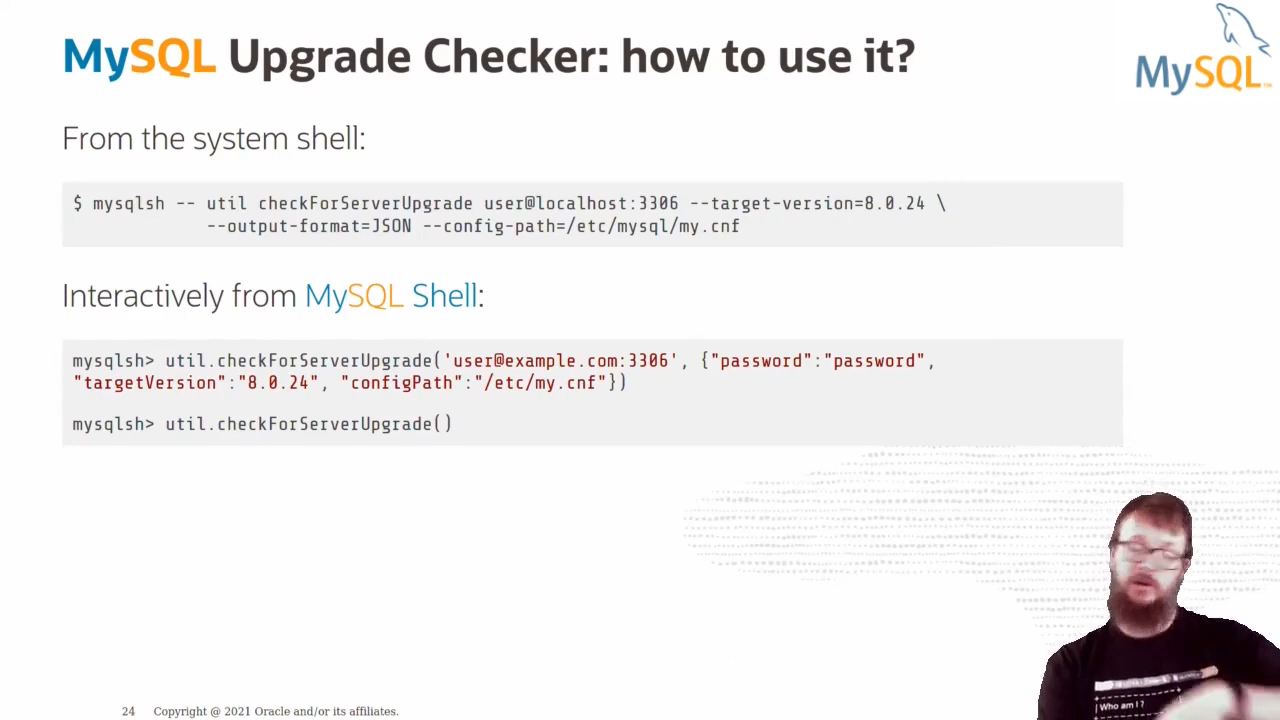 MySQL Upgrade Checker: how to use it?
MySQL™
From the system shell:
$ mysqlsh -- util checkForServerUpgrade user@localhost:3306 --target-version=8.0.24 \
--output-format=JSON --config-path=/etc/mysql/my.cnf
Interactively from MySQL Shell:
mysqlsh> util.checkForServerUpgrade('user@example.com:3306', {"password":"password",
"targetVersion":"8.0.24", "configPath":"/etc/my.cnf"})
mysqlsh> util.checkForServerUpgrade()
Who am I ?
24 Copyright @ 2021 Oracle and/or its affiliates.